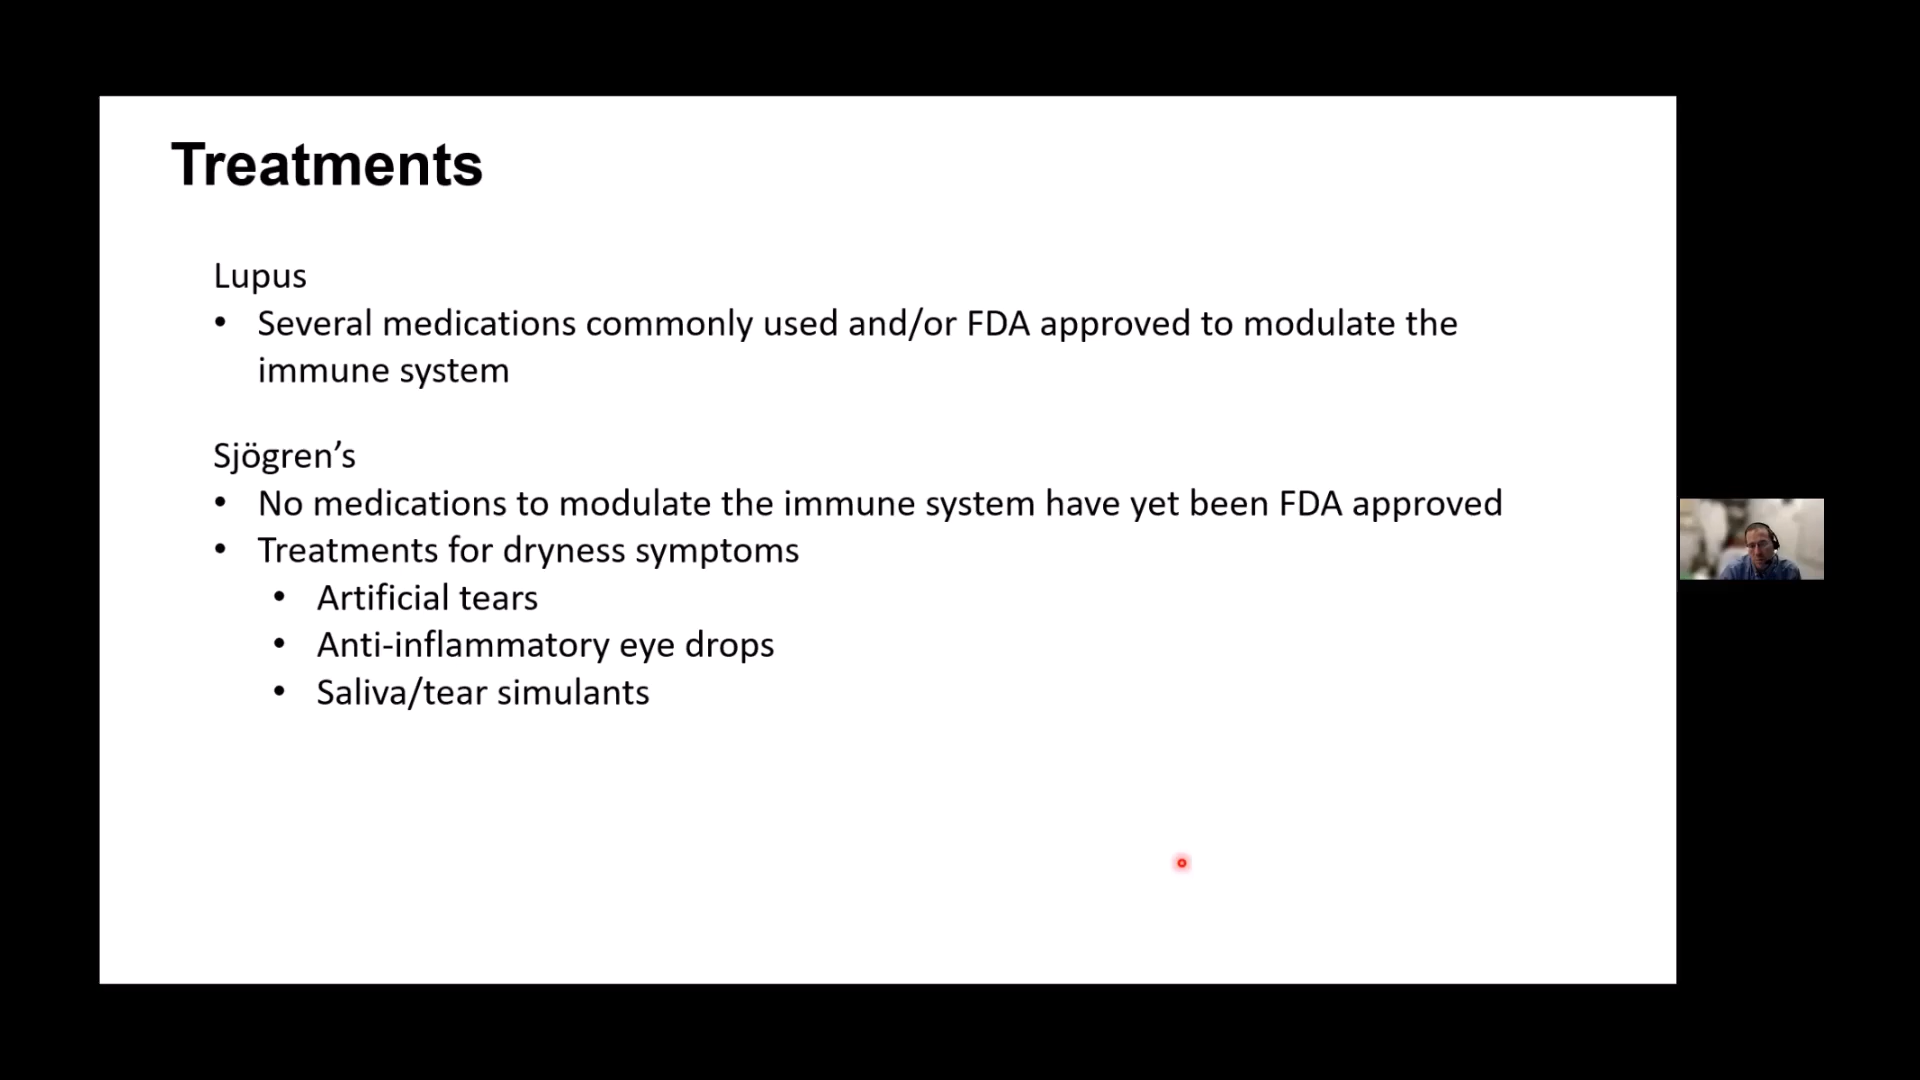 Treatments
Lupus
• Several medications commonly used and/or FDA approved to modulate the
immune system
Sjögren’s
• No medications to modulate the immune system have yet been FDA approved
• Treatments for dryness symptoms
• Artificial tears
• Anti-inflammatory eye drops
• Saliva/tear simulants